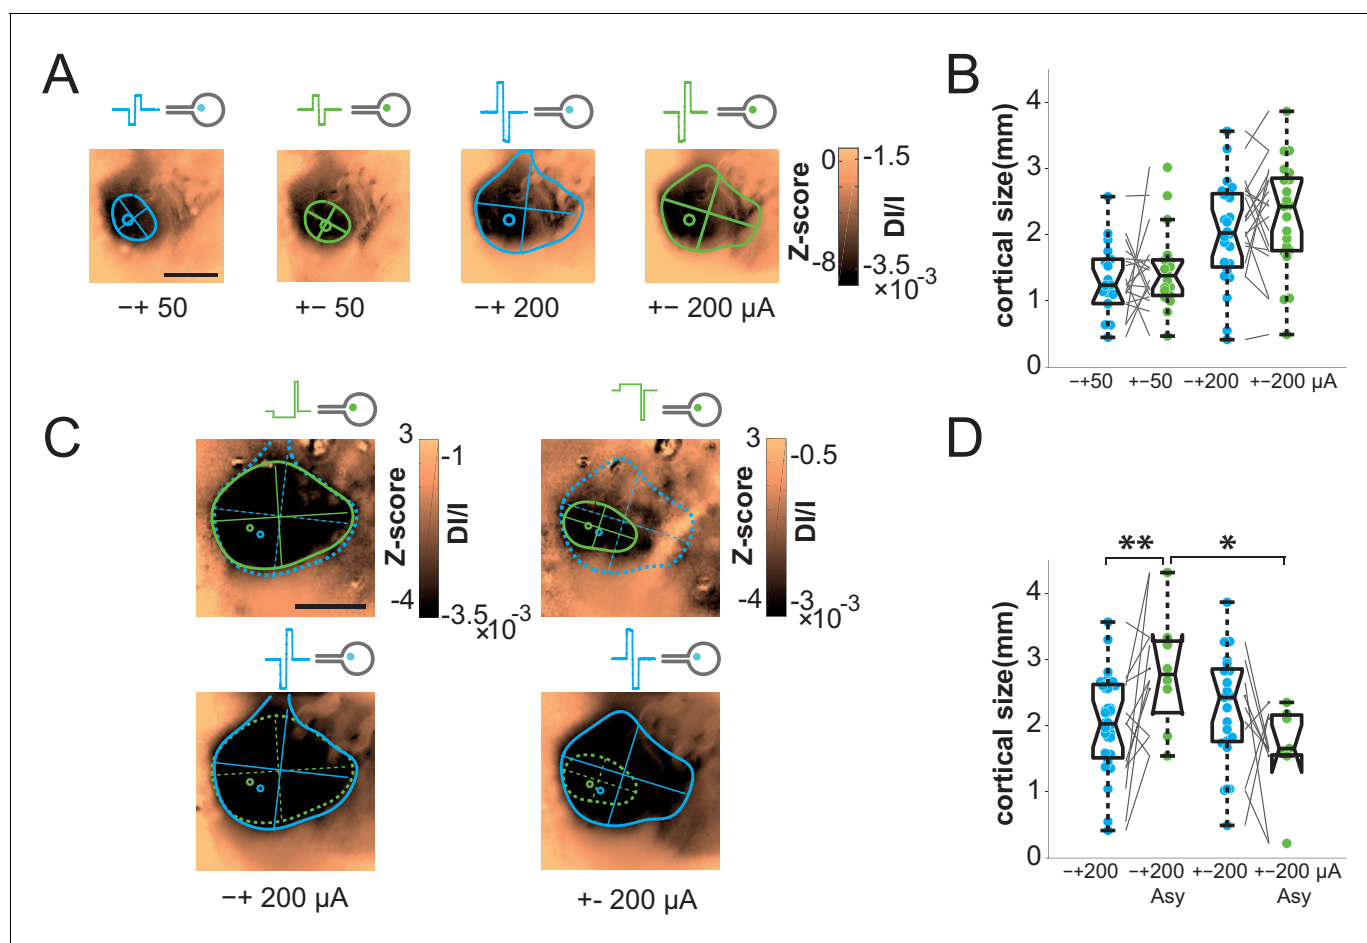 A
−+ 50
+− 50
−+ 200
+− 200 µA
Z-score
0
-8
DI/I
-1.5
-3.5
×10-3
B
cortical size(mm)
4
3
2
1
0
−+50
+−50
−+200
+−200 µA
C
3
-4
Z-score
-1
DI/I
-3.5
×10-3
3
-4
Z-score
-0.5
DI/I
-3
×10-3
−+ 200 µA
+- 200 µA
D
**
*
cortical size(mm)
4
3
2
1
0
−+200
−+200
Asy
+−200
+−200 µA
Asy